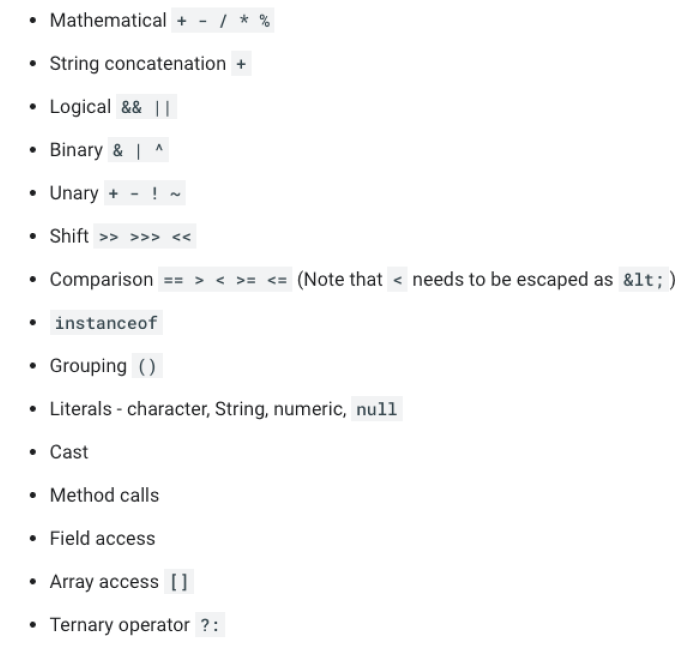 • Mathematical + - / * %
• String concatenation +
• Logical && ||
• Binary & | ^
• Unary + - ! ~
• Shift >> >>> <<
• Comparison == > < >= <= (Note that < needs to be escaped as &lt;)
• instanceof
• Grouping ()
• Literals - character, String, numeric, null
• Cast
• Method calls
• Field access
• Array access []
• Ternary operator ?: